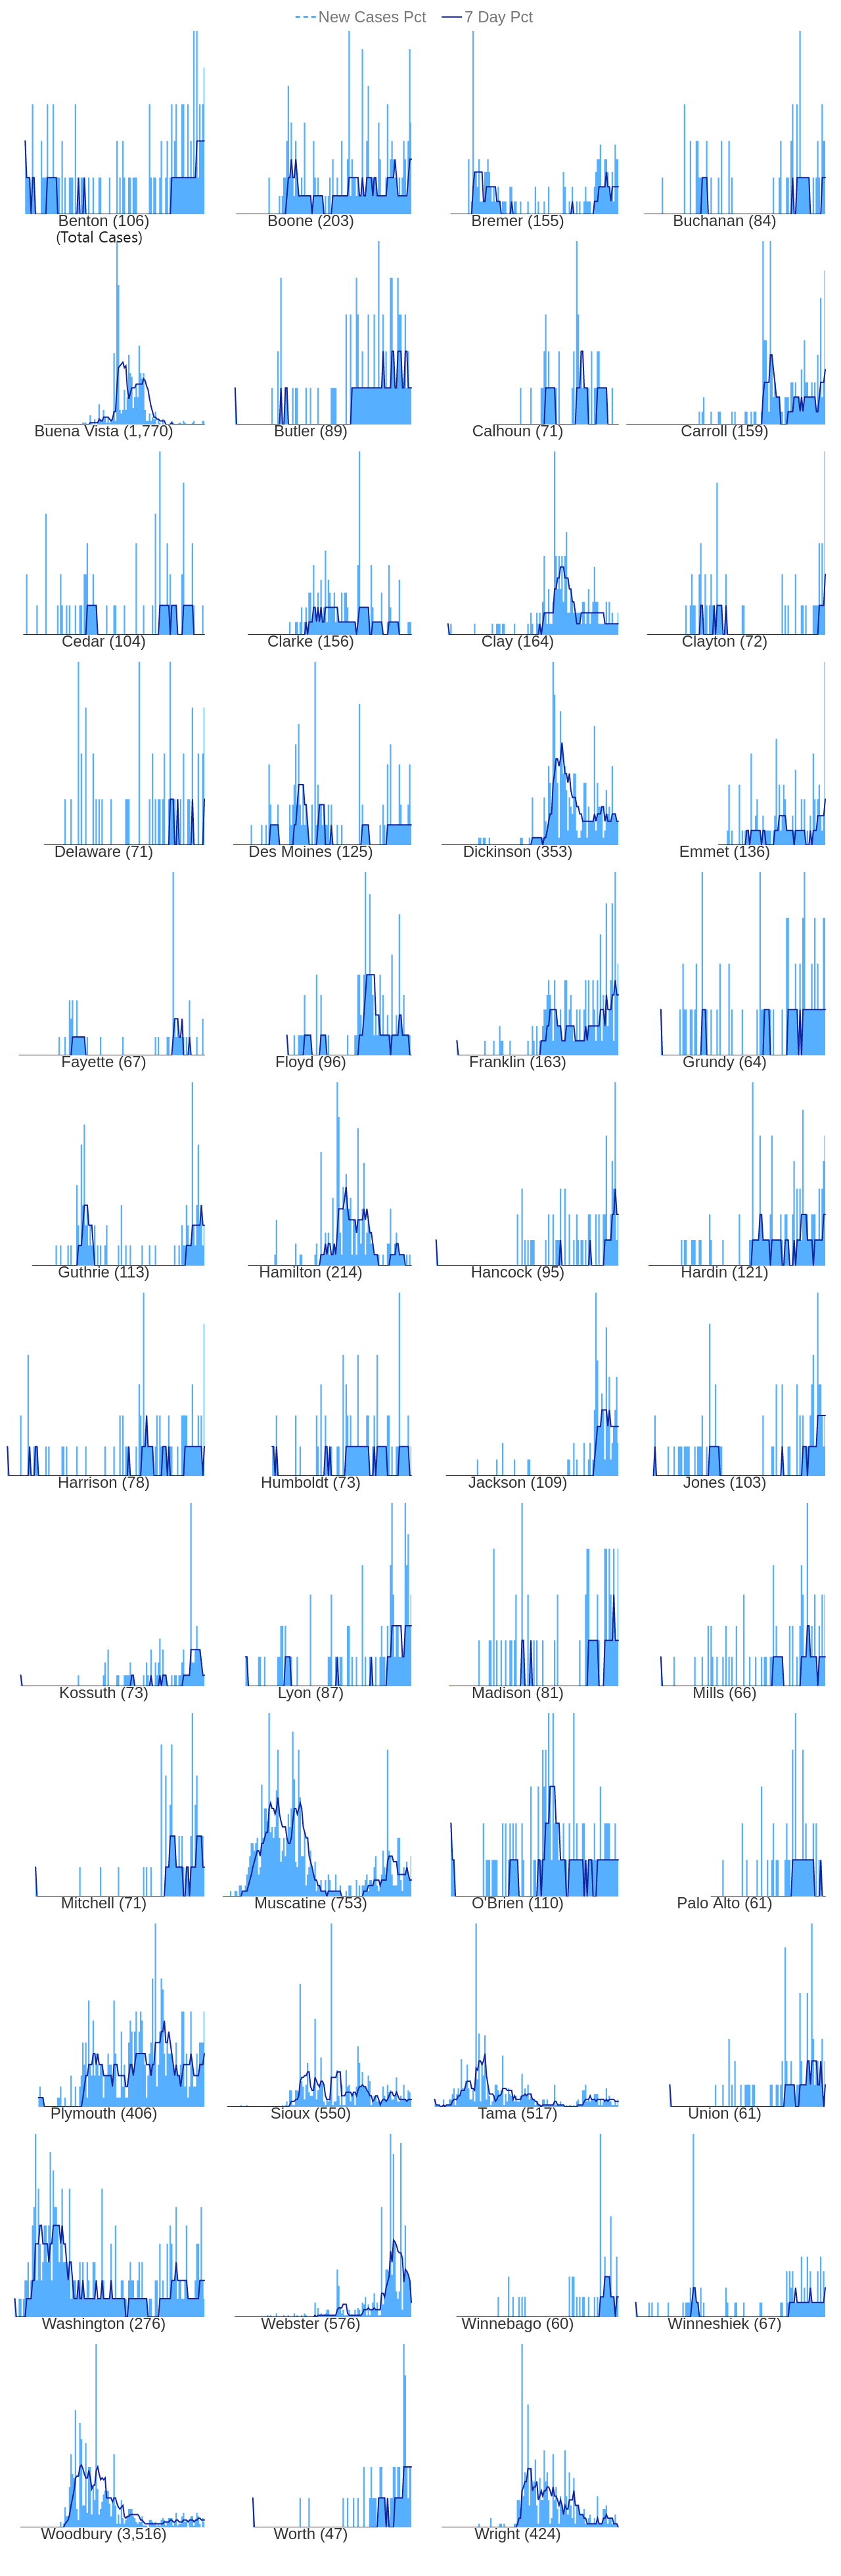 New Cases Pct 7 Day Pct
Benton (106) Boone (203) Bremer (155) Buchanan (84)
(Total Cases)
Buena Vista (1,770) Butler (89) Calhoun (71) Carroll (159)
Cedar (104) Clarke (156) Clay (164) Clayton (72)
Delaware (71) Des Moines (125) Dickinson (353) Emmet (136)
Fayette (67) Floyd (96) Franklin (163) Grundy (64)
Guthrie (113) Hamilton (214) Hancock (95) Hardin (121)
Harrison (78) Humboldt (73) Jackson (109) Jones (103)
Kossuth (73) Lyon (87) Madison (81) Mills (66)
Mitchell (71) Muscatine (753) O'Brien (110) Palo Alto (61)
Plymouth (406) Sioux (550) Tama (517) Union (61)
Washington (276) Webster (576) Winnebago (60) Winneshiek (67)
Woodbury (3,516) Worth (47) Wright (424)